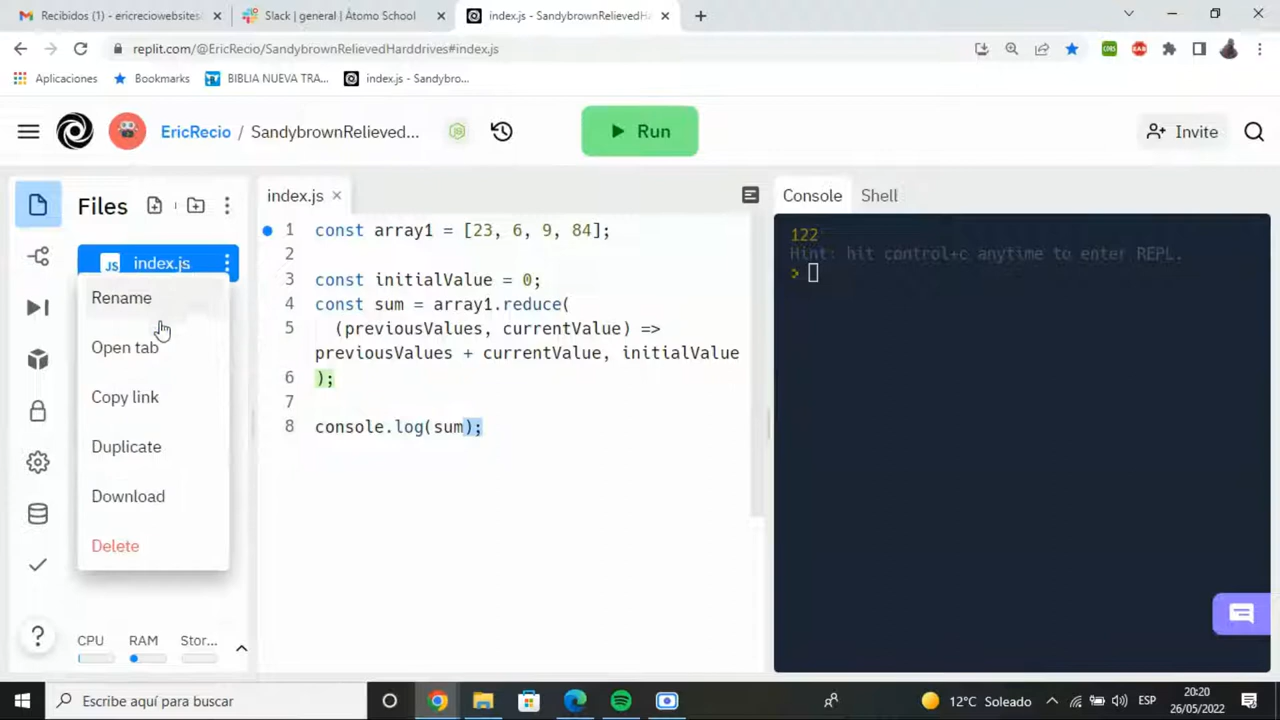 Recibidos (1) - ericreciowebsites
Slack | general | Átomo School
index.js - SandybrownRelievedHa
replit.com/@EricRecio/SandybrownRelievedHarddrives#index.js
Aplicaciones
Bookmarks
BIBLIA NUEVA TRA...
index.js - Sandybro...
EricRecio / SandybrownRelieved...
Run
Invite
Files
JS index.js
Rename
Open tab
Copy link
Duplicate
Download
Delete
CPU RAM Stor...
index.js
1 const array1 = [23, 6, 9, 84];
2
3 const initialValue = 0;
4 const sum = array1.reduce(
5 (previousValues, currentValue) =>
previousValues + currentValue, initialValue
6 );
7
8 console.log(sum);
Console Shell
122
Hint: hit control+c anytime to enter REPL.
>
Escribe aquí para buscar
12°C Soleado
ESP
20:20
26/05/2022